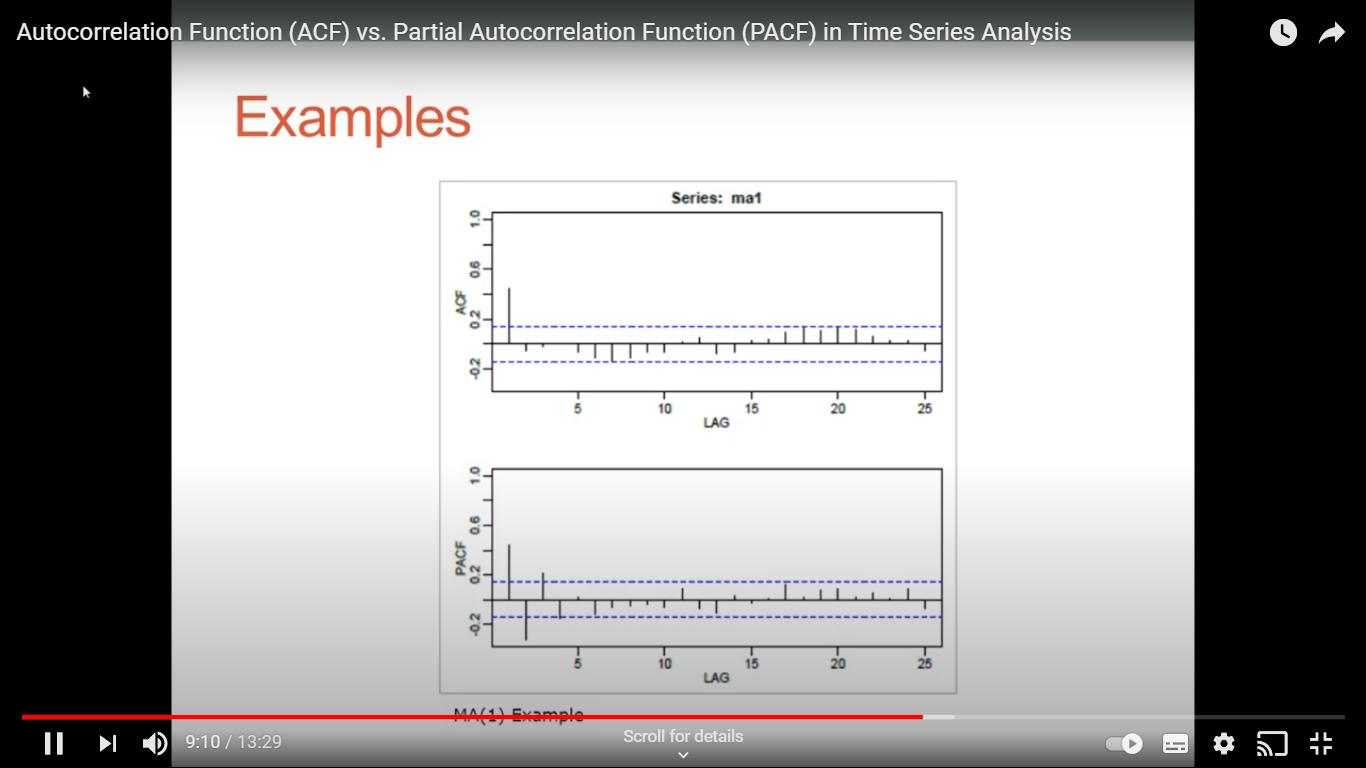 Autocorrelation Function (ACF) vs. Partial Autocorrelation Function (PACF) in Time Series Analysis
Examples
Series: ma1
ACF
1.0
0.6
0.2
-0.2
5 10 15 20 25
LAG
PACF
1.0
0.6
0.2
-0.2
5 10 15 20 25
LAG
MA(1) Example
9:10 / 13:29
Scroll for details